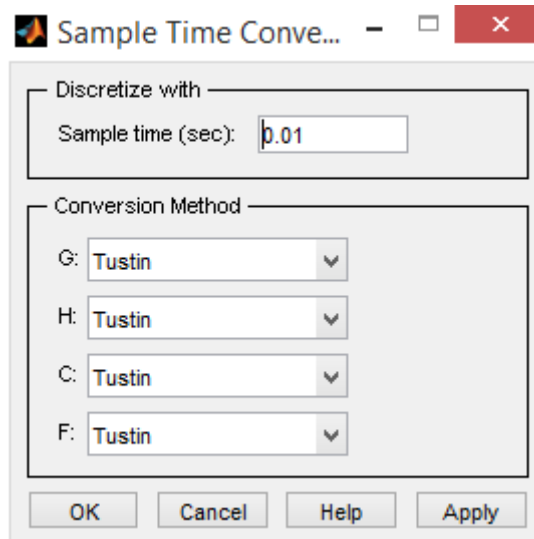 Sample Time Conve...
Discretize with
Sample time (sec): 0.01
Conversion Method
G: Tustin
H: Tustin
C: Tustin
F: Tustin
OK Cancel Help Apply